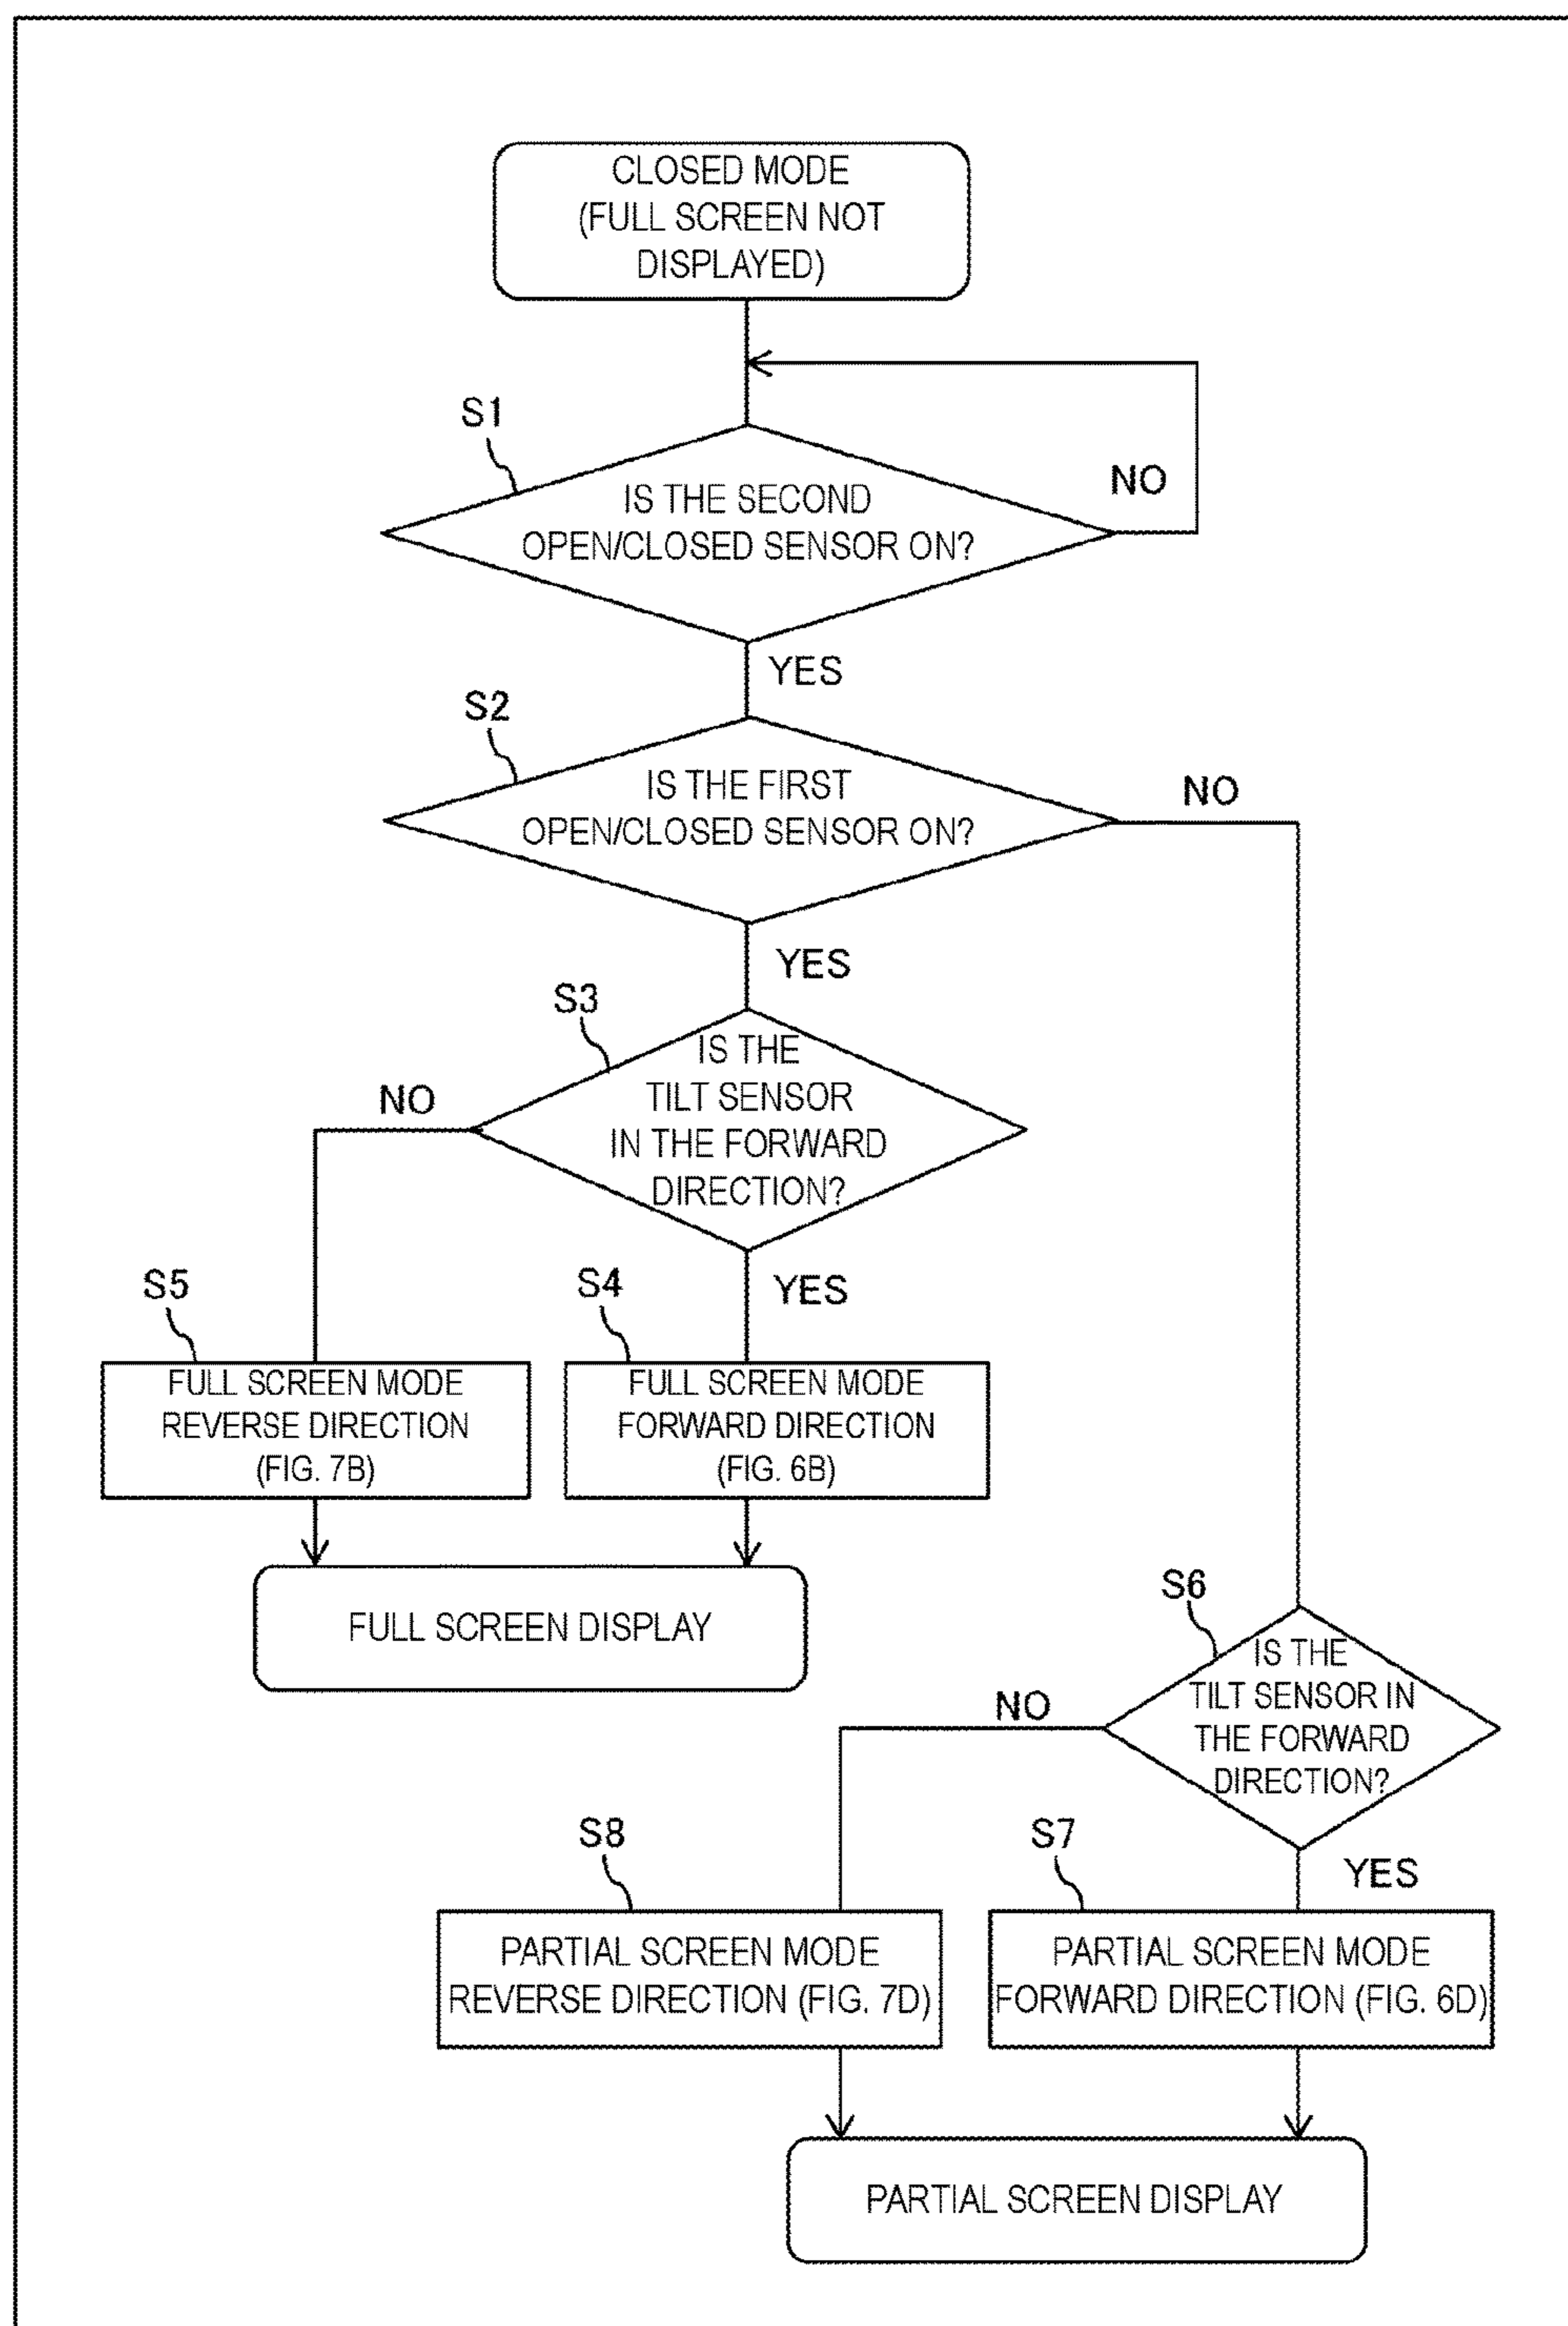 CLOSED MODE
(FULL SCREEN NOT
DISPLAYED)
S1
NO
IS THE SECOND
OPEN/CLOSED SENSOR ON?
YES
S2
NO
IS THE FIRST
OPEN/CLOSED SENSOR ON?
YES
S3
IS THE
TILT SENSOR
IN THE FORWARD
DIRECTION?
NO
YES
S5
FULL SCREEN MODE
REVERSE DIRECTION
(FIG. 7B)
S4
FULL SCREEN MODE
FORWARD DIRECTION
(FIG. 6B)
FULL SCREEN DISPLAY
S6
IS THE
TILT SENSOR IN
THE FORWARD
DIRECTION?
NO
YES
S8
PARTIAL SCREEN MODE
REVERSE DIRECTION (FIG. 7D)
S7
PARTIAL SCREEN MODE
FORWARD DIRECTION (FIG. 6D)
PARTIAL SCREEN DISPLAY